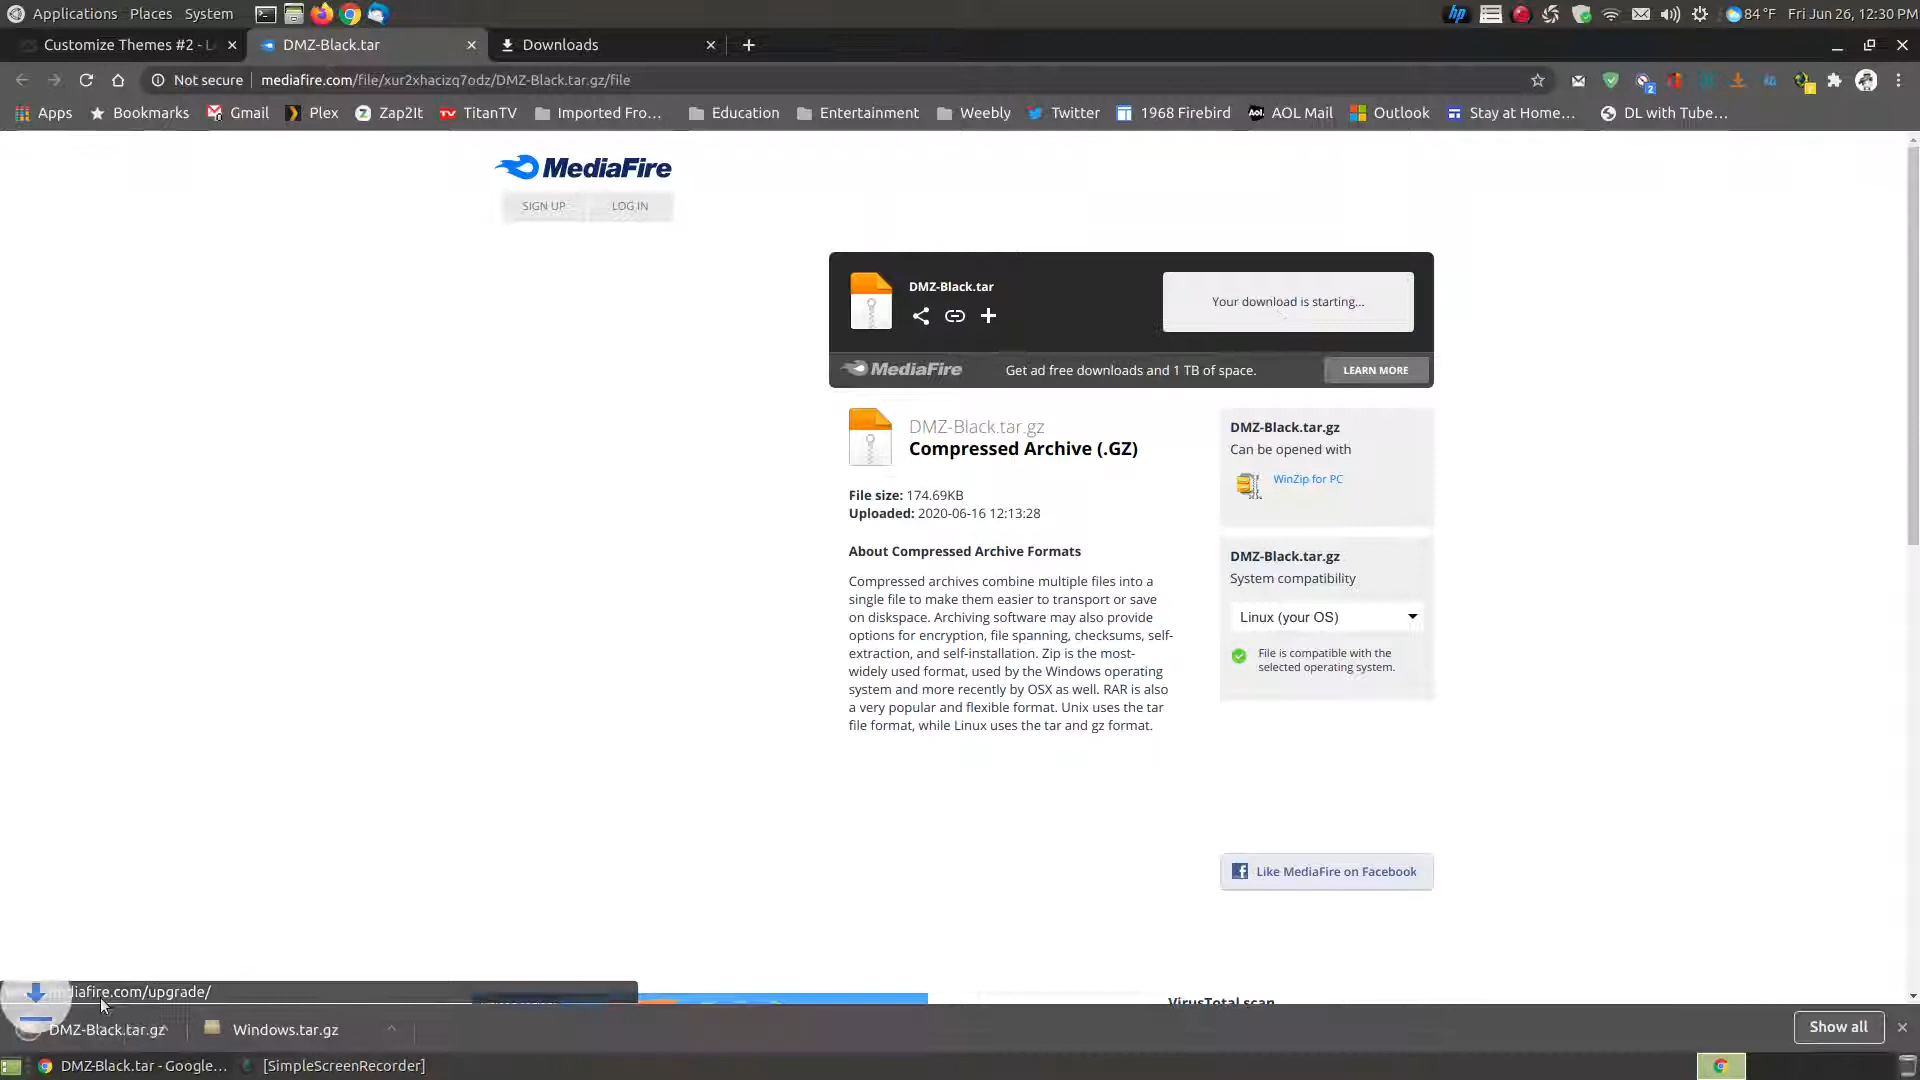 Applications Places System
hp
84 °F Fri Jun 26, 12:30 PM
Customize Themes #2 - L
DMZ-Black.tar
Downloads
Not secure mediafire.com/file/xur2xhacizq7odz/DMZ-Black.tar.gz/file
Apps Bookmarks Gmail Plex Zap2It TitanTV Imported Fro... Education Entertainment Weebly Twitter 1968 Firebird AOL Mail Outlook Stay at Home... DL with Tube...
MediaFire
SIGN UP LOG IN
DMZ-Black.tar
Your download is starting...
MediaFire Get ad free downloads and 1 TB of space. LEARN MORE
DMZ-Black.tar.gz
Compressed Archive (.GZ)
File size: 174.69KB
Uploaded: 2020-06-16 12:13:28
About Compressed Archive Formats
Compressed archives combine multiple files into a
single file to make them easier to transport or save
on diskspace. Archiving software may also provide
options for encryption, file spanning, checksums, self-
extraction, and self-installation. Zip is the most-
widely used format, used by the Windows operating
system and more recently by OSX as well. RAR is also
a very popular and flexible format. Unix uses the tar
file format, while Linux uses the tar and gz format.
DMZ-Black.tar.gz
Can be opened with
WinZip for PC
DMZ-Black.tar.gz
System compatibility
Linux (your OS)
File is compatible with the
selected operating system.
Like MediaFire on Facebook
VirusTotal scan
diafire.com/upgrade/
DMZ-Black.tar.gz
Windows.tar.gz
Show all
DMZ-Black.tar - Google...
[SimpleScreenRecorder]